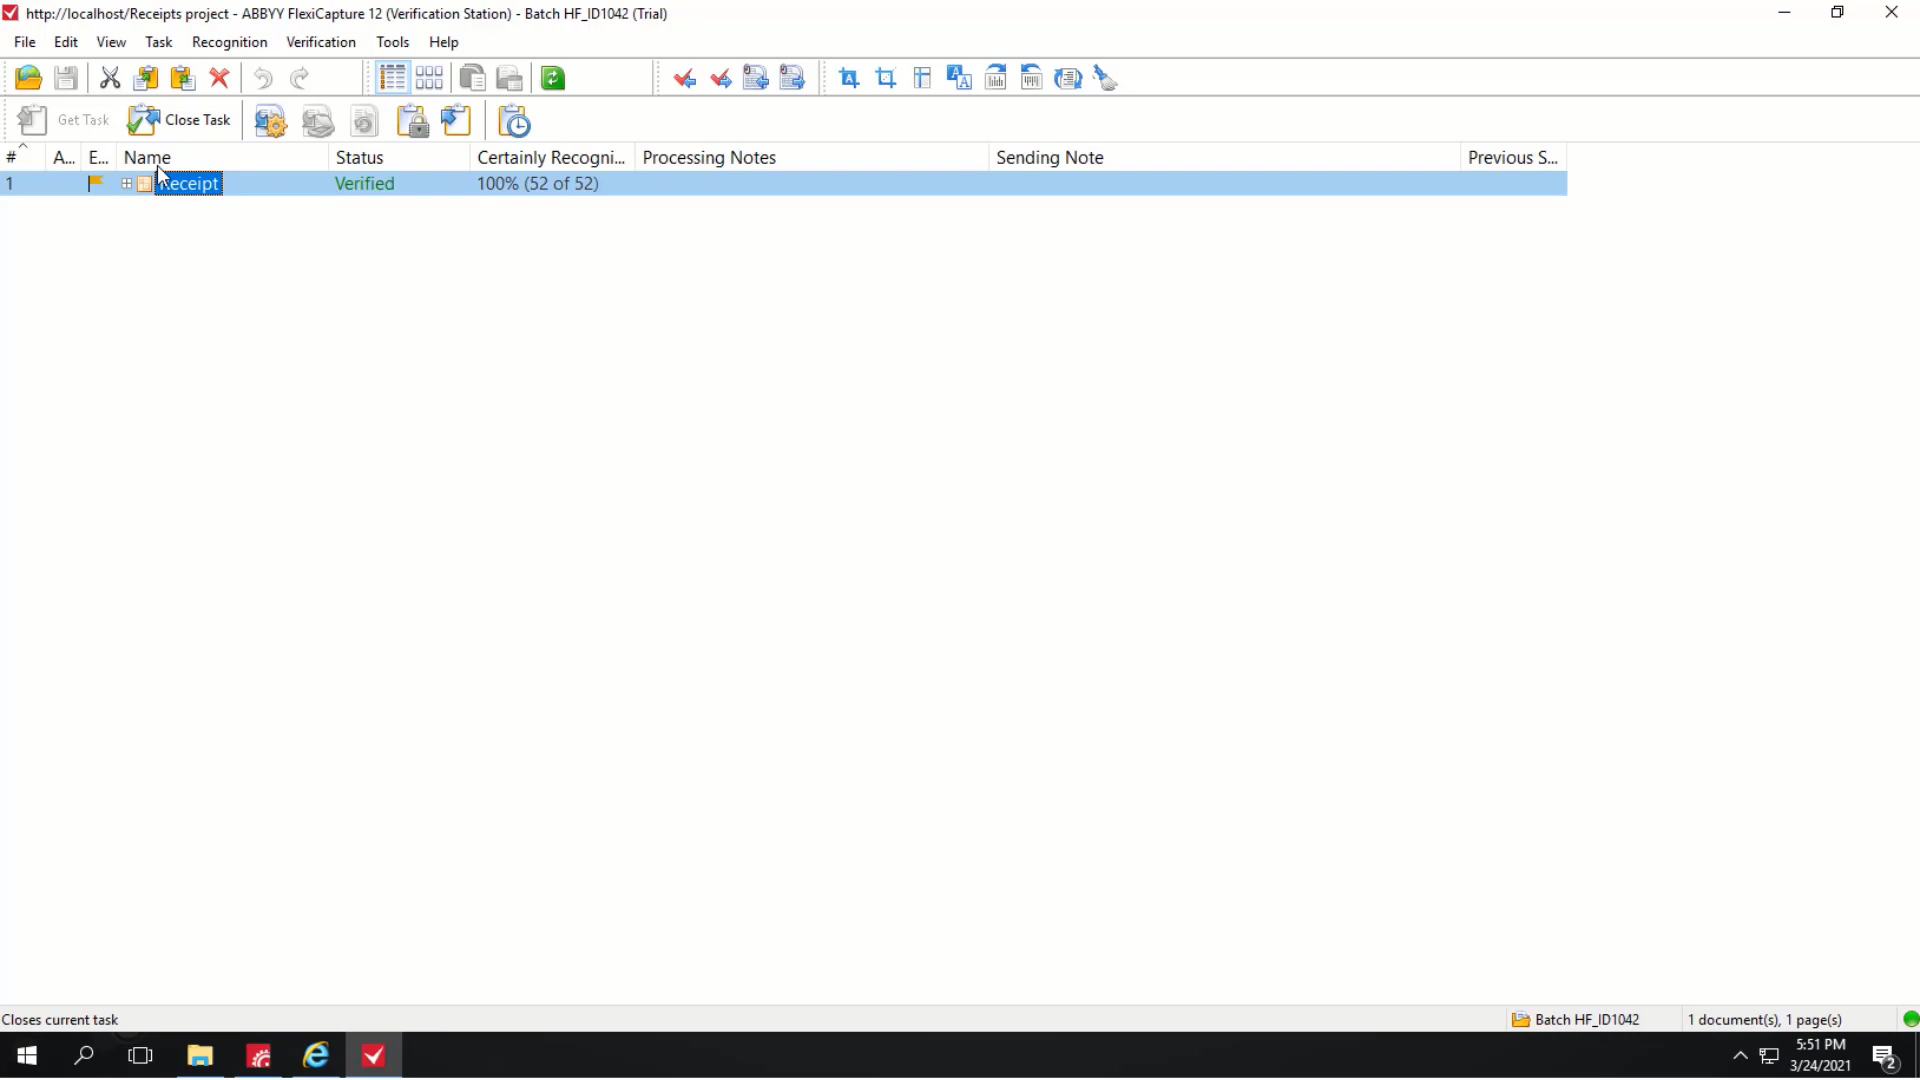 http://localhost/Receipts project - ABBYY FlexiCapture 12 (Verification Station) - Batch HF_ID1042 (Trial)
File Edit View Task Recognition Verification Tools Help
Get Task Close Task
# A... E... Name Status Certainly Recogni... Processing Notes Sending Note Previous S...
1 Receipt Verified 100% (52 of 52)
Closes current task Batch HF_ID1042 1 document(s), 1 page(s)
5:51 PM
3/24/2021 2